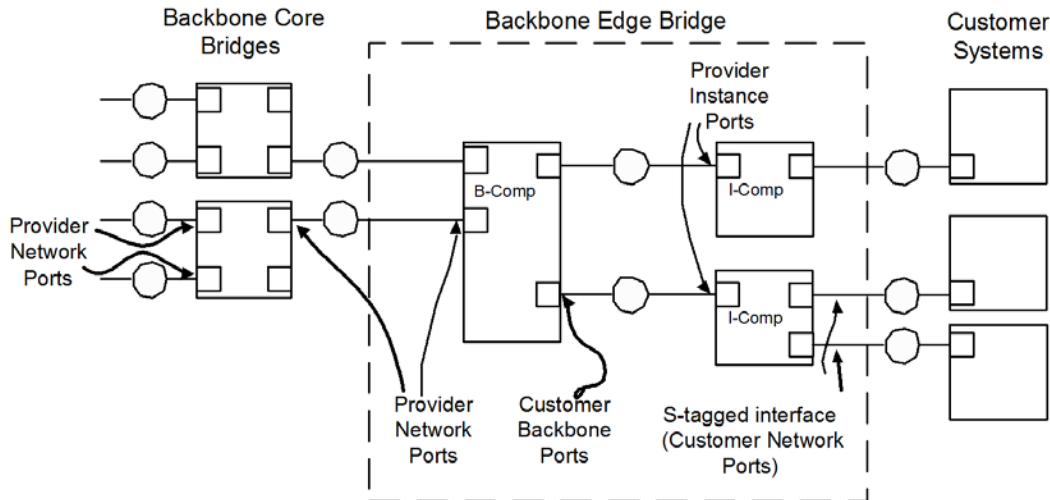 Backbone Core
Bridges
Backbone Edge Bridge
Customer
Systems
Provider
Instance
Ports
B-Comp
I-Comp
Provider
Network
Ports
I-Comp
Provider
Network
Ports
Customer
Backbone
Ports
S-tagged interface
(Customer Network
Ports)